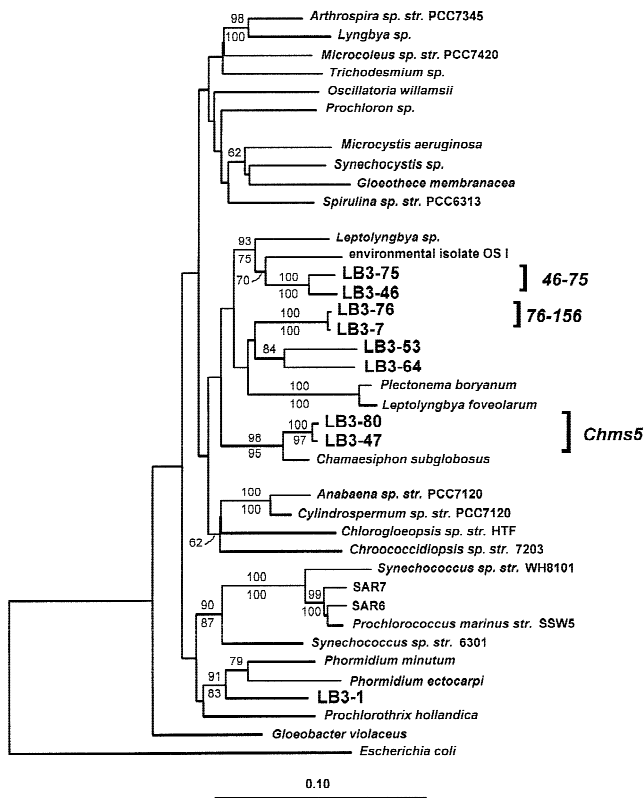 98
Arthrospira sp. str. PCC7345
100
Lyngbya sp.
Microcoleus sp. str. PCC7420
Trichodesmium sp.
Oscillatoria willamsii
Prochloron sp.
Microcystis aeruginosa
62
Synechocystis sp.
Gloeothece membranacea
Spirulina sp. str. PCC6313
93
Leptolyngbya sp.
75
environmental isolate OS I
70
100
LB3-75
46-75
100
LB3-46
100
LB3-76
76-156
100
LB3-7
84
LB3-53
LB3-64
100
Plectonema boryanum
100
Leptolyngbya foveolarum
100
LB3-80
Chms5
98
97
LB3-47
95
Chamaesiphon subglobosus
100
Anabaena sp. str. PCC7120
100
Cylindrospermum sp. str. PCC7120
Chlorogloeopsis sp. str. HTF
62
Chroococcidiopsis sp. str. 7203
100
Synechococcus sp. str. WH8101
100
99
SAR7
90
100
SAR6
87
Prochlorococcus marinus str. SSW5
Synechococcus sp. str. 6301
79
Phormidium minutum
91
Phormidium ectocarpi
83
LB3-1
Prochlorothrix hollandica
Gloeobacter violaceus
Escherichia coli
0.10